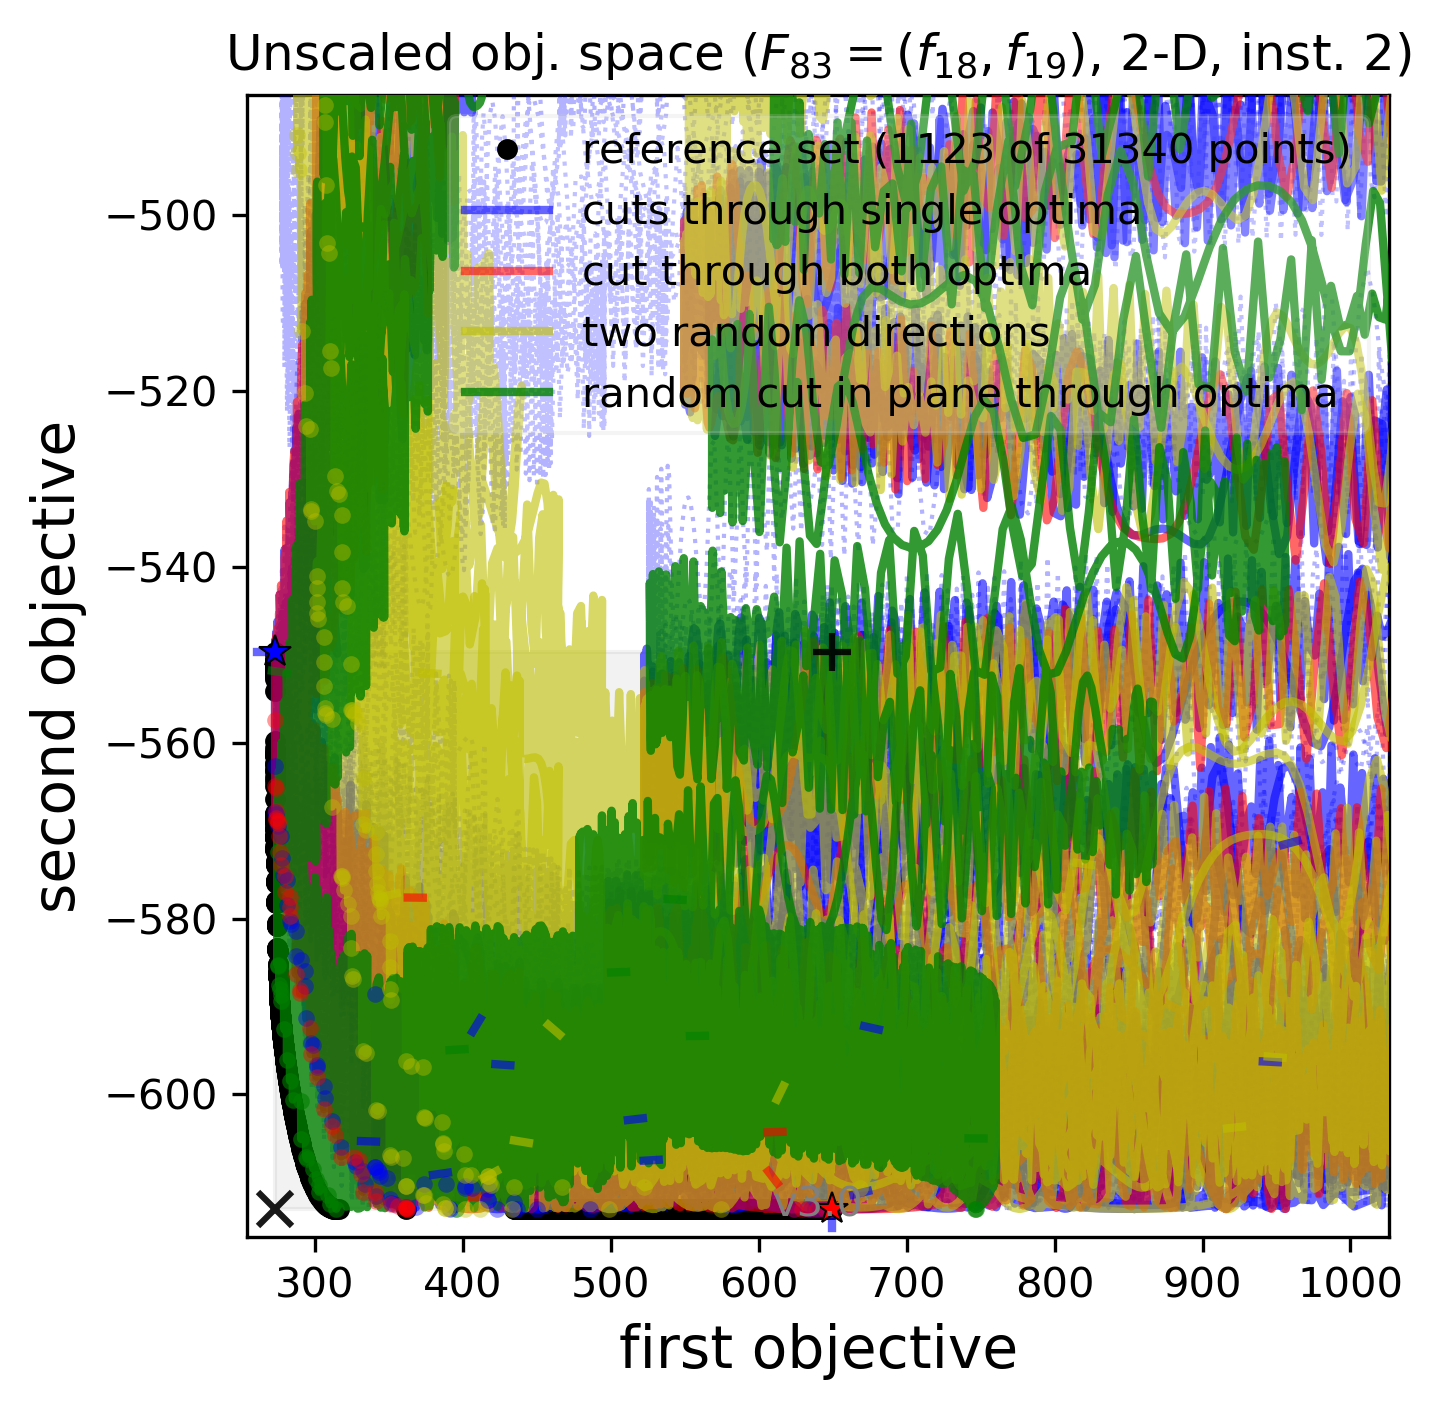 Unscaled obj. space (F83 = (f18, f19), 2-D, inst. 2)
reference set (1123 of 31340 points)
cuts through single optima
cut through both optima
two random directions
random cut in plane through optima
−500
−520
−540
−560
−580
−600
second objective
300 400 500 600 700 800 900 1000
first objective